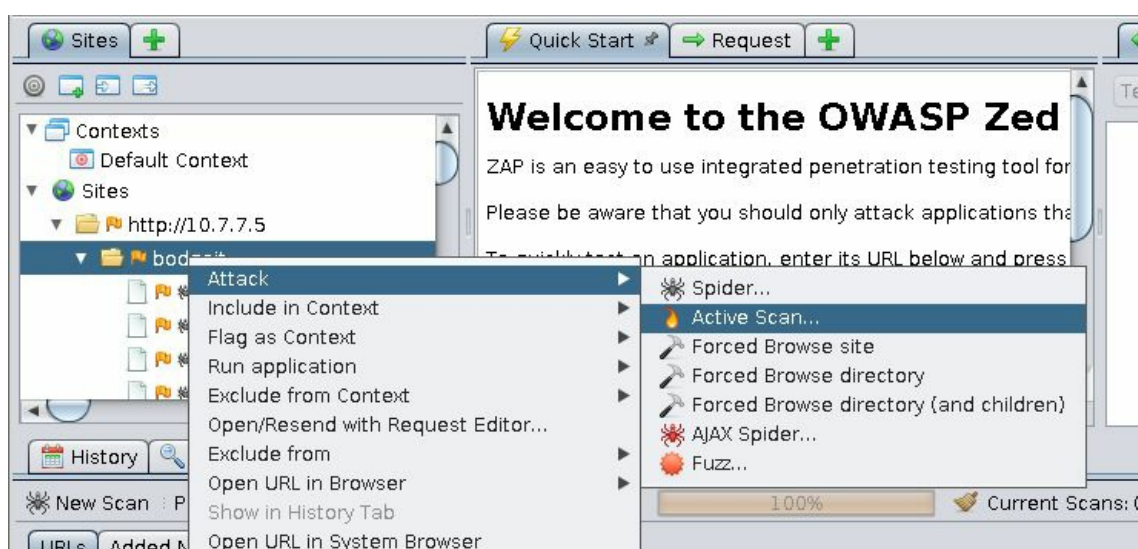 Sites
Quick Start
Request
Contexts
Default Context
Sites
http://10.7.7.5
Welcome to the OWASP Zed
ZAP is an easy to use integrated penetration testing tool for
Please be aware that you should only attack applications tha
To quickly test an application, enter its URL below and press
Attack
Include in Context
Flag as Context
Run application
Exclude from Context
Open/Resend with Request Editor...
Exclude from
Open URL in Browser
Show in History Tab
Open URL in System Browser
Spider...
Active Scan...
Forced Browse site
Forced Browse directory
Forced Browse directory (and children)
AJAX Spider...
Fuzz...
History
New Scan
100%
Current Scans:
URLs
Added